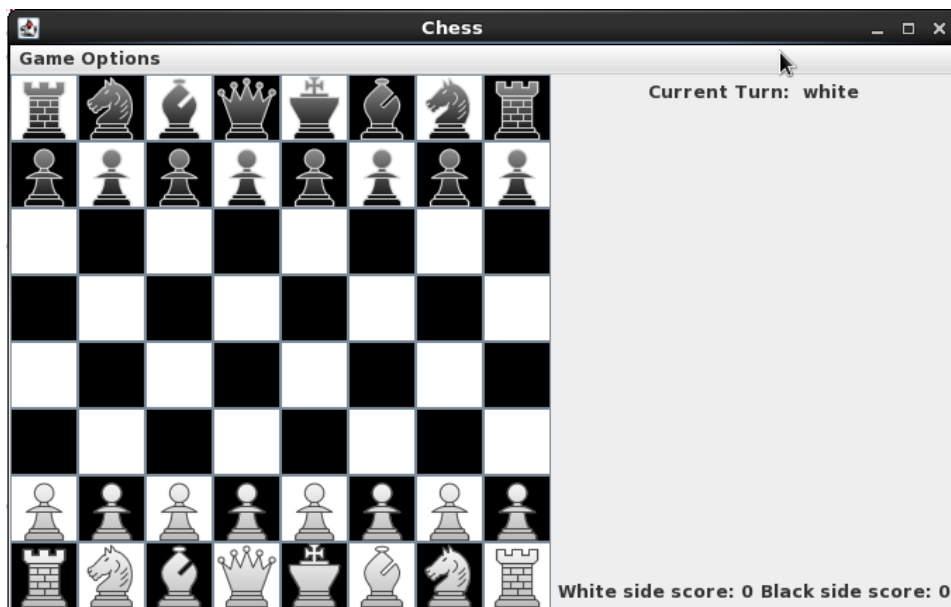 Chess
Game Options
Current Turn: white
White side score: 0 Black side score: 0